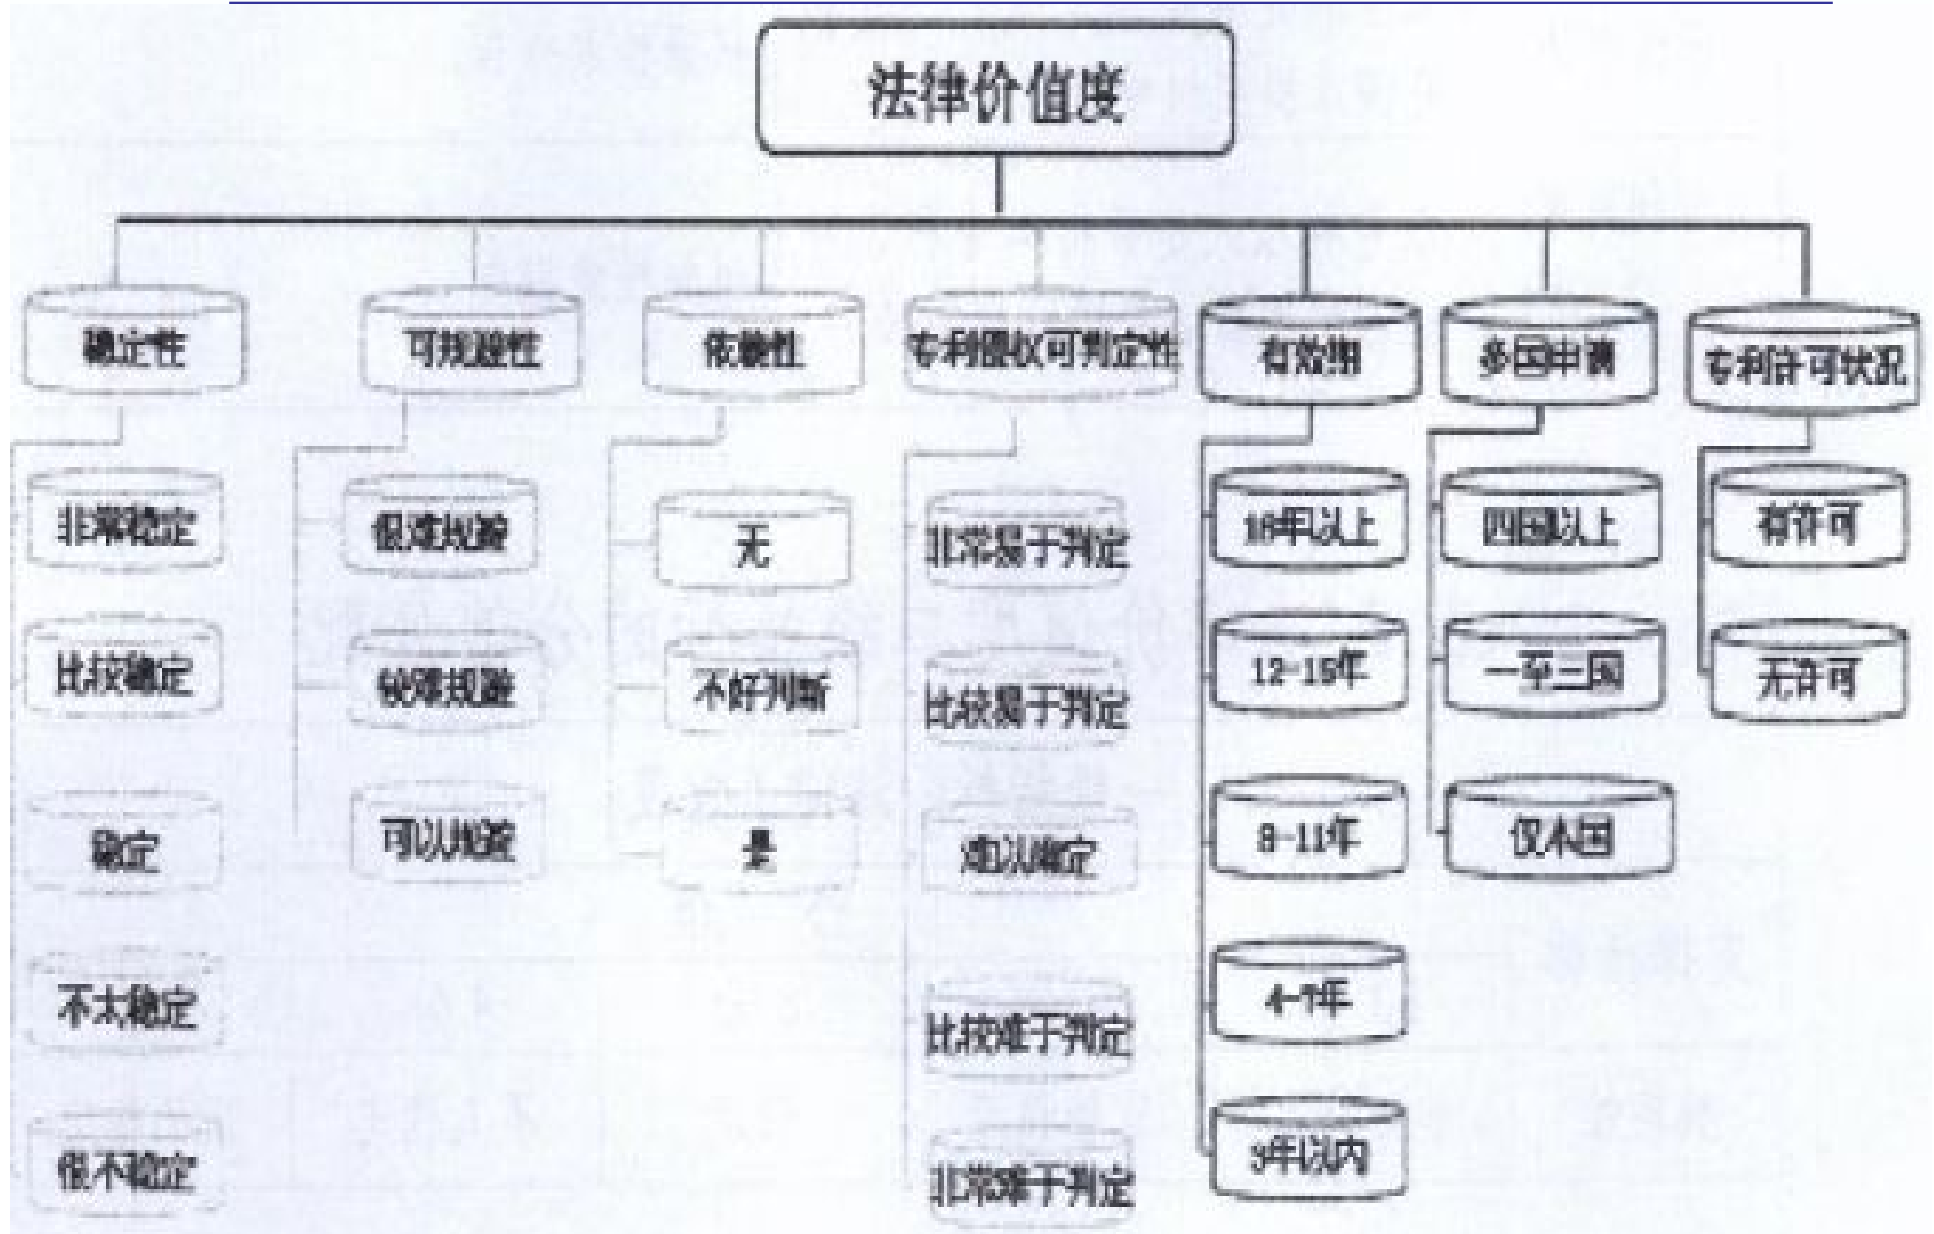 法律价值度
稳定性
可规避性
依赖性
专利侵权可判定性
有效期
多国申请
专利许可状况
非常稳定
比较稳定
稳定
不太稳定
很不稳定
很难规避
较难规避
可以规避
无
不好判断
是
非常易于判定
比较易于判定
难以确定
比较难于判定
非常难于判定
16年以上
12-15年
8-11年
4-7年
3年以内
四国以上
一至三国
仅本国
有许可
无许可